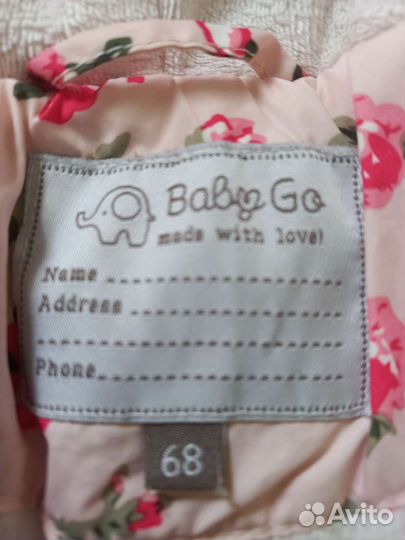 Baby Go
made with love!
Name
Address
Phone
68
Avito